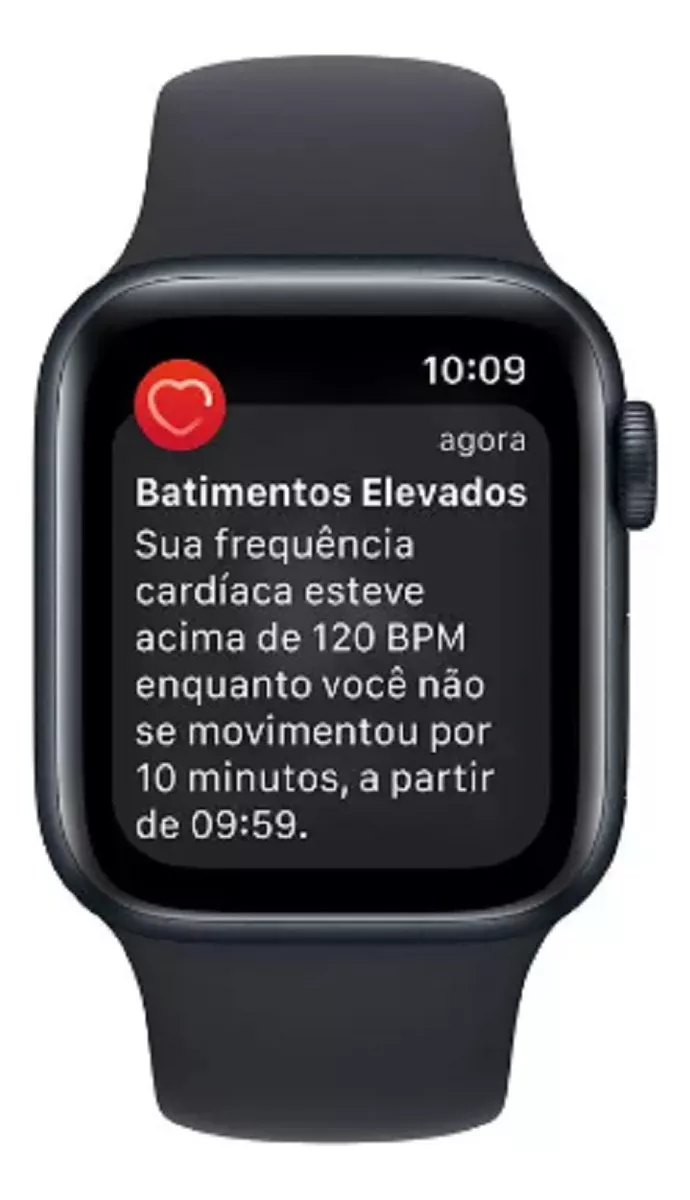 10:09
agora
Batimentos Elevados
Sua frequência
cardíaca esteve
acima de 120 BPM
enquanto você não
se movimentou por
10 minutos, a partir
de 09:59.